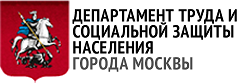 ДЕПАРТАМЕНТ ТРУДА И
СОЦИАЛЬНОЙ ЗАЩИТЫ
НАСЕЛЕНИЯ
ГОРОДА МОСКВЫ